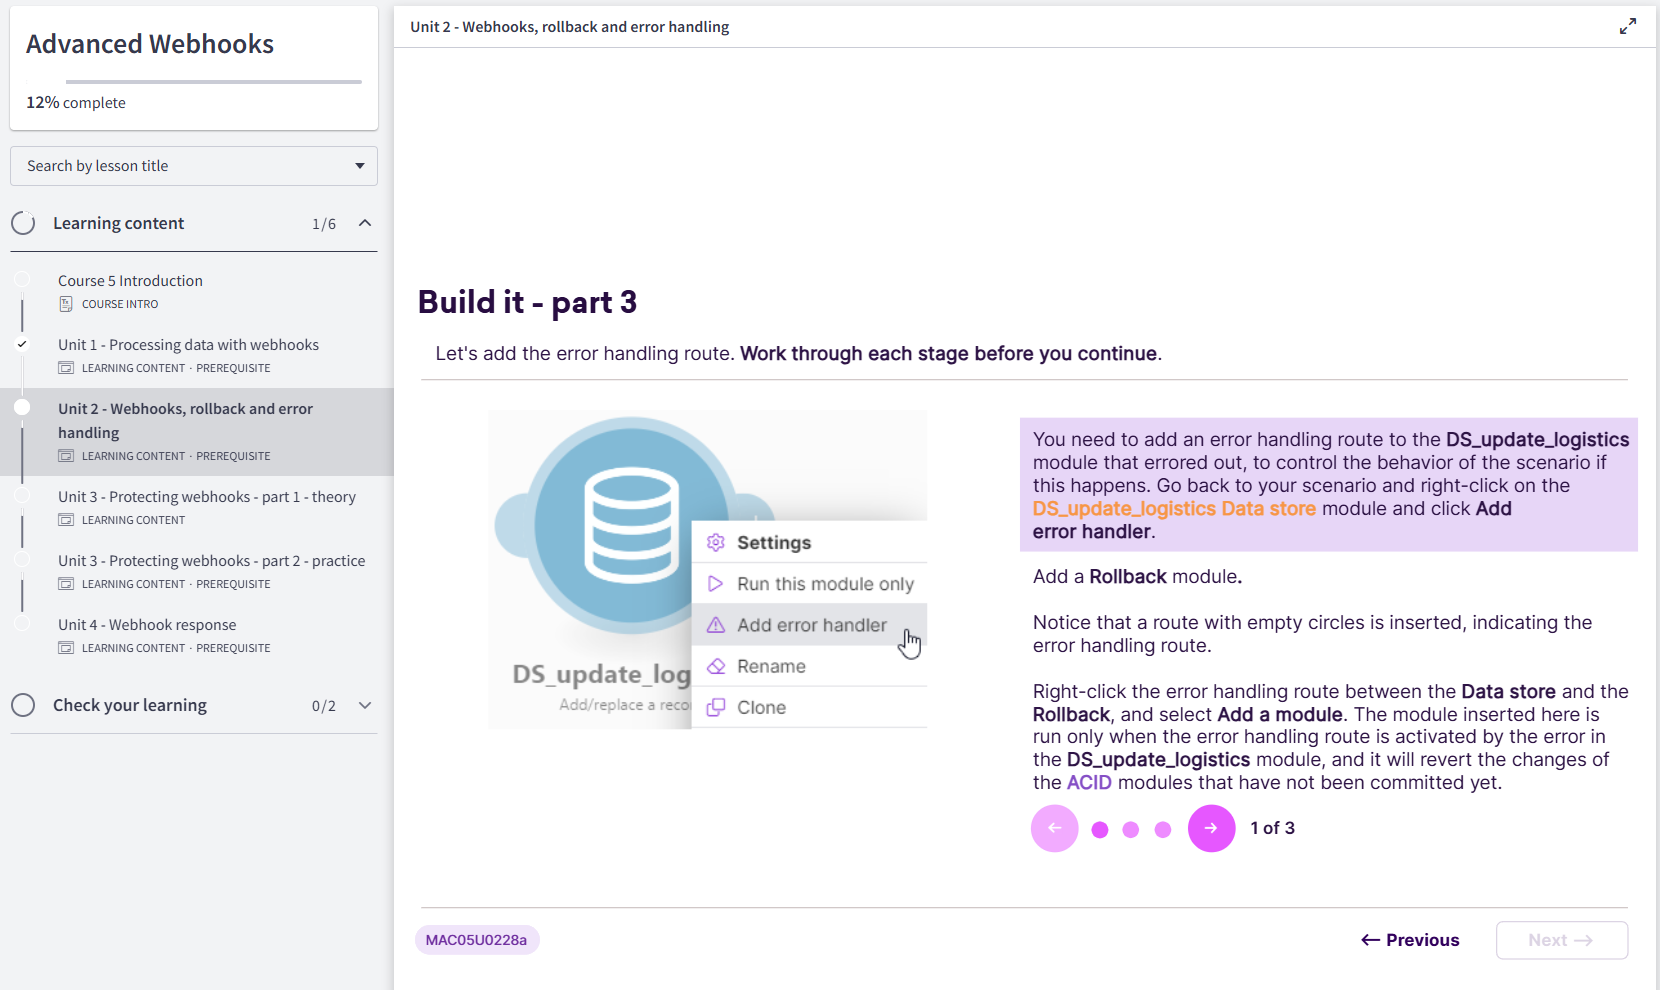 Advanced Webhooks
12% complete
Search by lesson title
Learning content 1/6
Course 5 Introduction
COURSE INTRO
Unit 1 - Processing data with webhooks
LEARNING CONTENT · PREREQUISITE
Unit 2 - Webhooks, rollback and error
handling
LEARNING CONTENT · PREREQUISITE
Unit 3 - Protecting webhooks - part 1 - theory
LEARNING CONTENT
Unit 3 - Protecting webhooks - part 2 - practice
LEARNING CONTENT · PREREQUISITE
Unit 4 - Webhook response
LEARNING CONTENT · PREREQUISITE
Check your learning 0/2
Unit 2 - Webhooks, rollback and error handling
Build it - part 3
Let's add the error handling route. Work through each stage before you continue.
Settings
Run this module only
Add error handler
Rename
Clone
DS_update_log
Add/replace a reco
You need to add an error handling route to the DS_update_logistics
module that errored out, to control the behavior of the scenario if
this happens. Go back to your scenario and right-click on the
DS_update_logistics Data store module and click Add
error handler.
Add a Rollback module.
Notice that a route with empty circles is inserted, indicating the
error handling route.
Right-click the error handling route between the Data store and the
Rollback, and select Add a module. The module inserted here is
run only when the error handling route is activated by the error in
the DS_update_logistics module, and it will revert the changes of
the ACID modules that have not been committed yet.
1 of 3
MAC05U0228a
← Previous
Next →